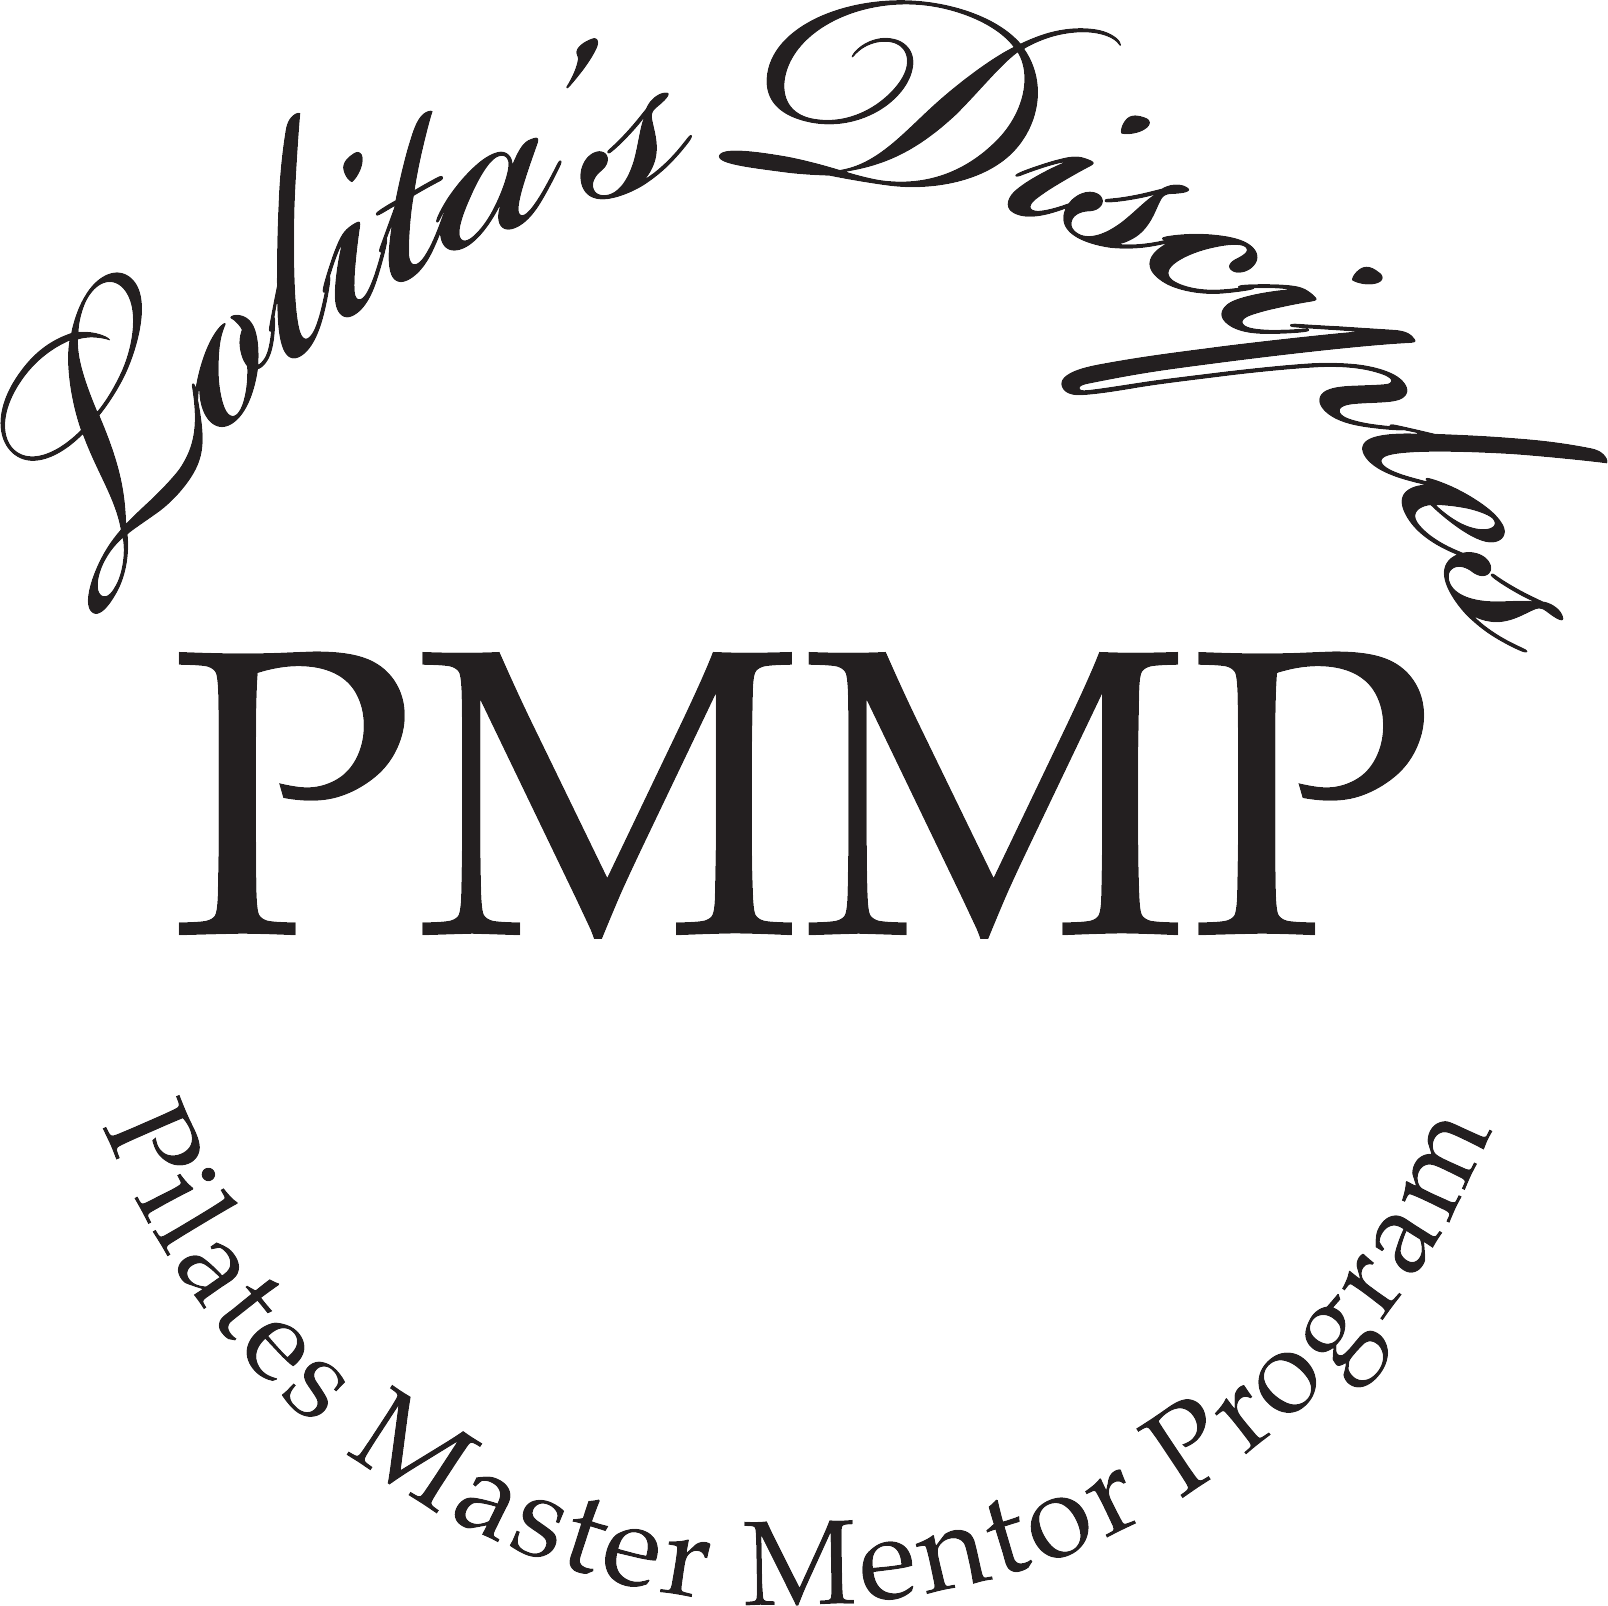 Lolita's Disciples
PMMP
Pilates Master Mentor Program